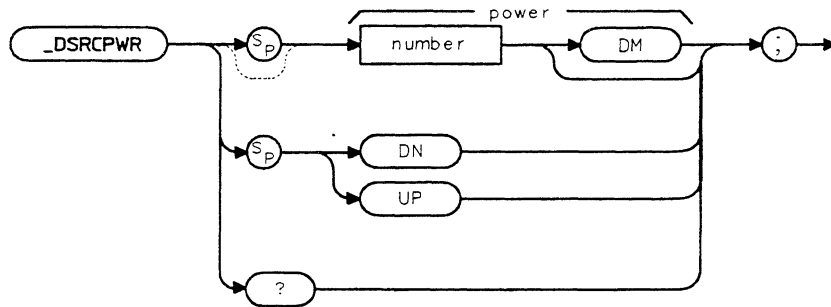 power
_DSRCPWR SP number DM ;
SP DN
UP
?